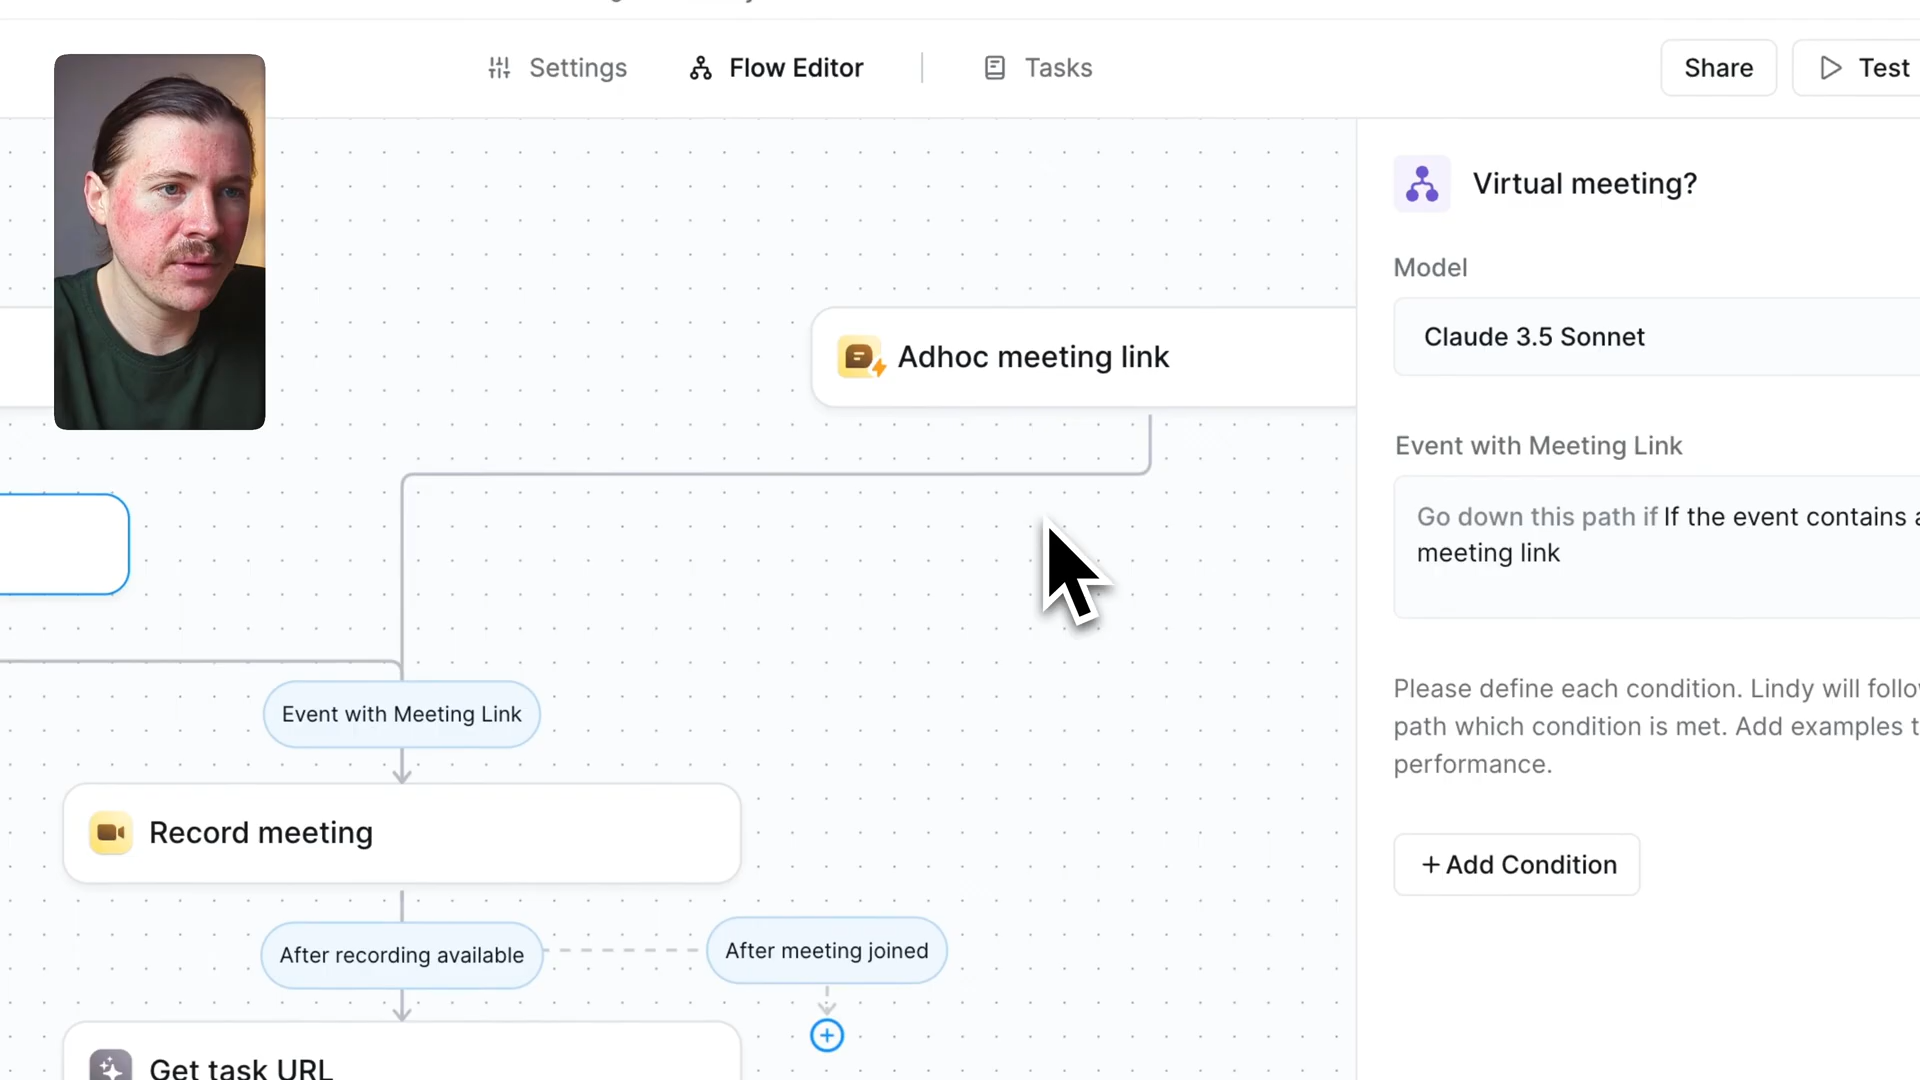 Settings
Flow Editor
Tasks
Share
Test
Virtual meeting?
Model
Claude 3.5 Sonnet
Adhoc meeting link
Event with Meeting Link
Go down this path if If the event contains
meeting link
Event with Meeting Link
Please define each condition. Lindy will
path which condition is met. Add examples
performance.
Record meeting
+ Add Condition
After recording available
After meeting joined
Get task URL